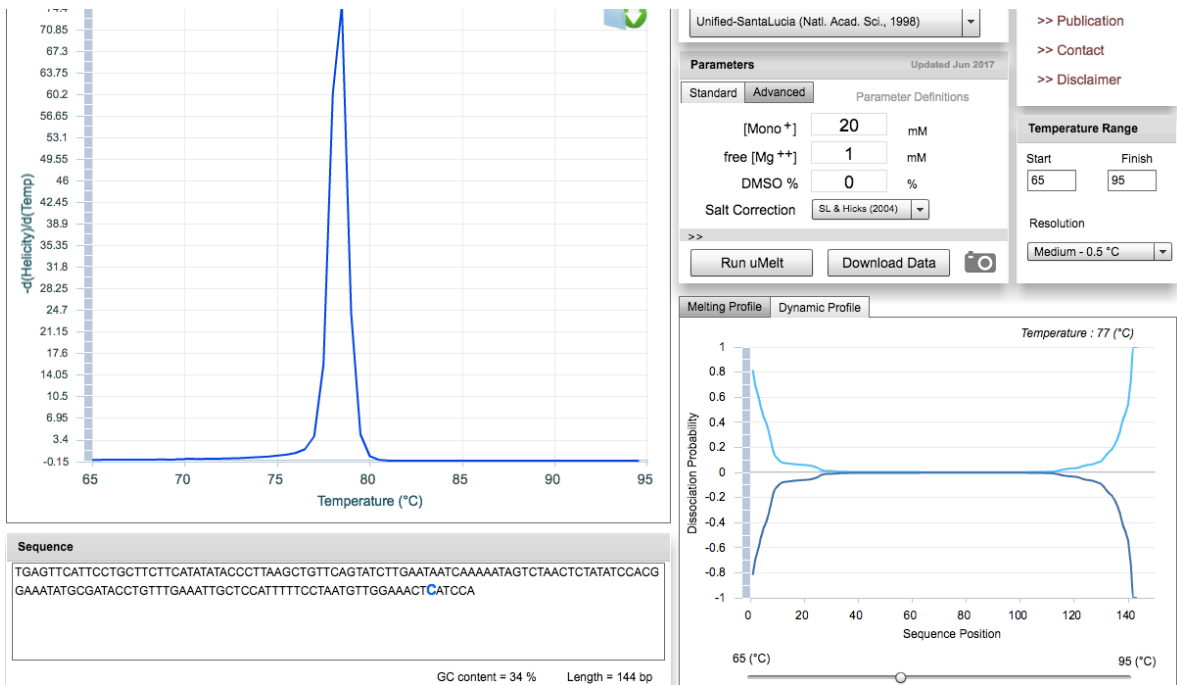 74.4
70.85
67.3
63.75
60.2
56.65
53.1
49.55
46
42.45
38.9
35.35
31.8
28.25
24.7
21.15
17.6
14.05
10.5
6.95
3.4
-0.15
-d(Helicity)/d(Temp)
65 70 75 80 85 90 95
Temperature (°C)
Sequence
TGAGTTCATTCCTGCTTCTTCATATATACCCTTAAGCTGTTCAGTATCTTGAATAATCAAAAATAGTCTAACTCTATATCCACG
GAAATATGCGATACCTGTTTGAAATTGCTCCATTTTTCCTAATGTTGGAAACTCATCCA
GC content = 34 % Length = 144 bp
Unified-SantaLucia (Natl. Acad. Sci., 1998)
Parameters Updated Jun 2017
Standard Advanced Parameter Definitions
[Mono +] 20 mM
free [Mg ++] 1 mM
DMSO % 0 %
Salt Correction SL & Hicks (2004)
>>
Run uMelt Download Data
>> Publication
>> Contact
>> Disclaimer
Temperature Range
Start Finish
65 95
Resolution
Medium - 0.5 °C
Melting Profile Dynamic Profile
Temperature : 77 (°C)
1
0.8
0.6
0.4
0.2
0
-0.2
-0.4
-0.6
-0.8
-1
Dissociation Probability
0 20 40 60 80 100 120 140
Sequence Position
65 (°C) 95 (°C)